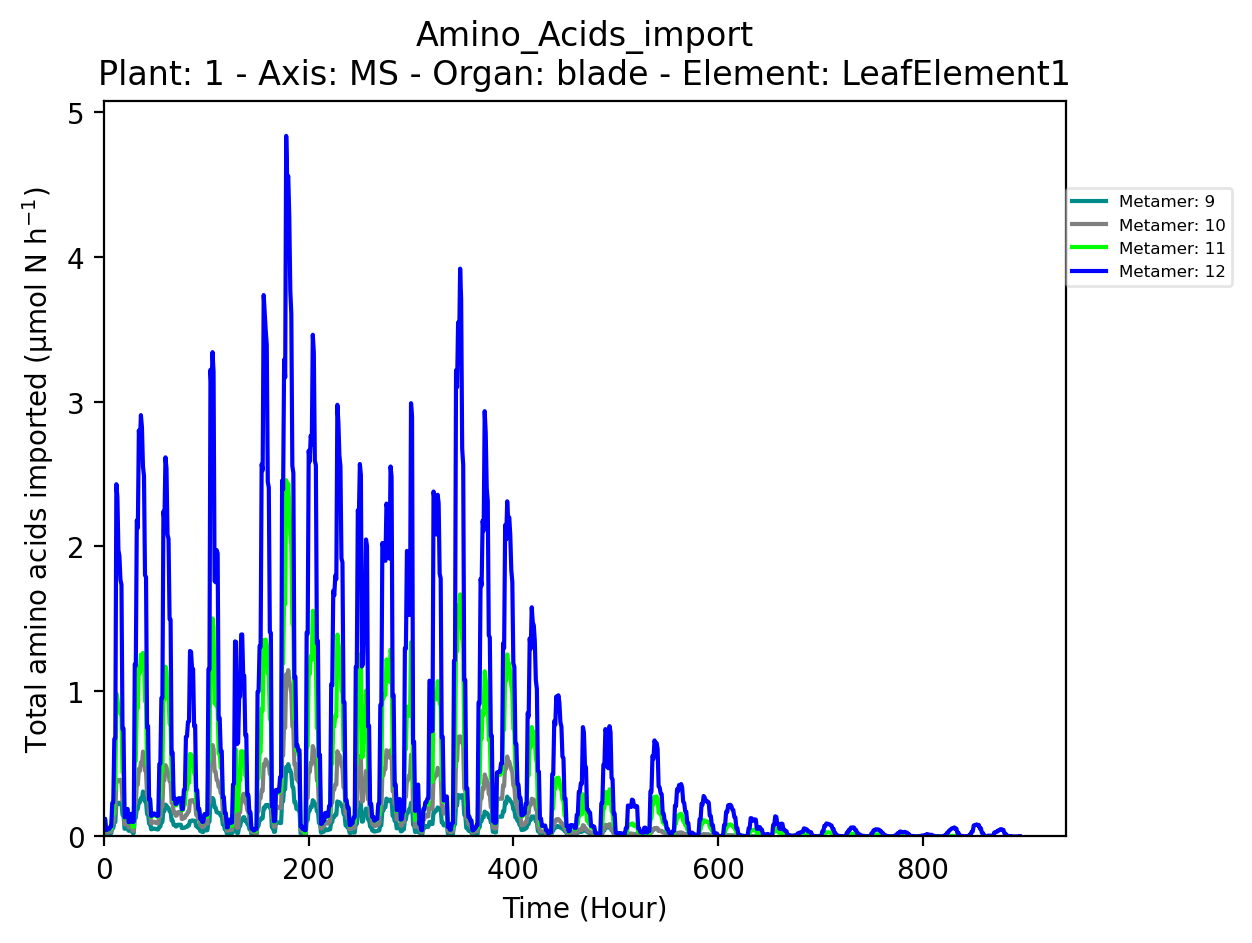 Amino_Acids_import
Plant: 1 - Axis: MS - Organ: blade - Element: LeafElement1
Total amino acids imported (µmol N h⁻¹)
5
4
3
2
1
0
0 200 400 600 800
Time (Hour)
Metamer: 9
Metamer: 10
Metamer: 11
Metamer: 12